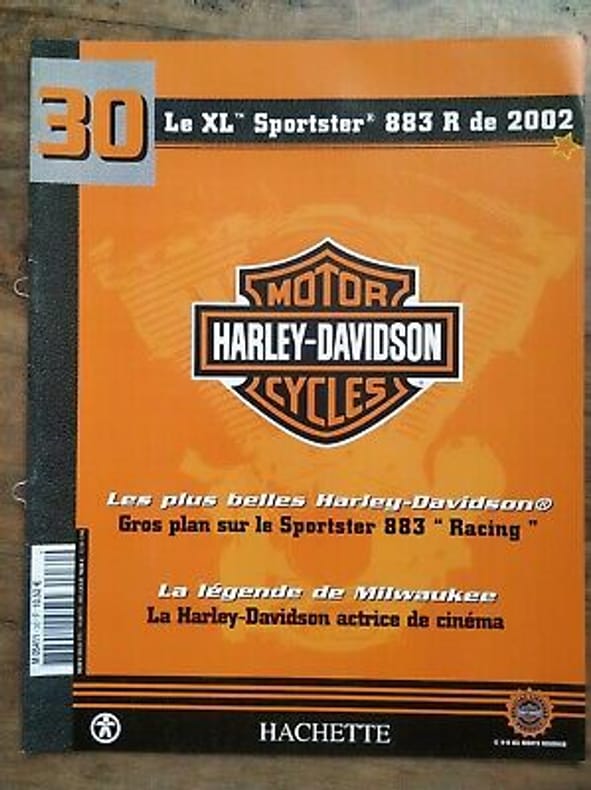 30
Le XL™ Sportster® 883 R de 2002
MOTOR
HARLEY-DAVIDSON
CYCLES
Les plus belles Harley-Davidson®
Gros plan sur le Sportster 883 “ Racing ”
La légende de Milwaukee
La Harley-Davidson actrice de cinéma
HACHETTE